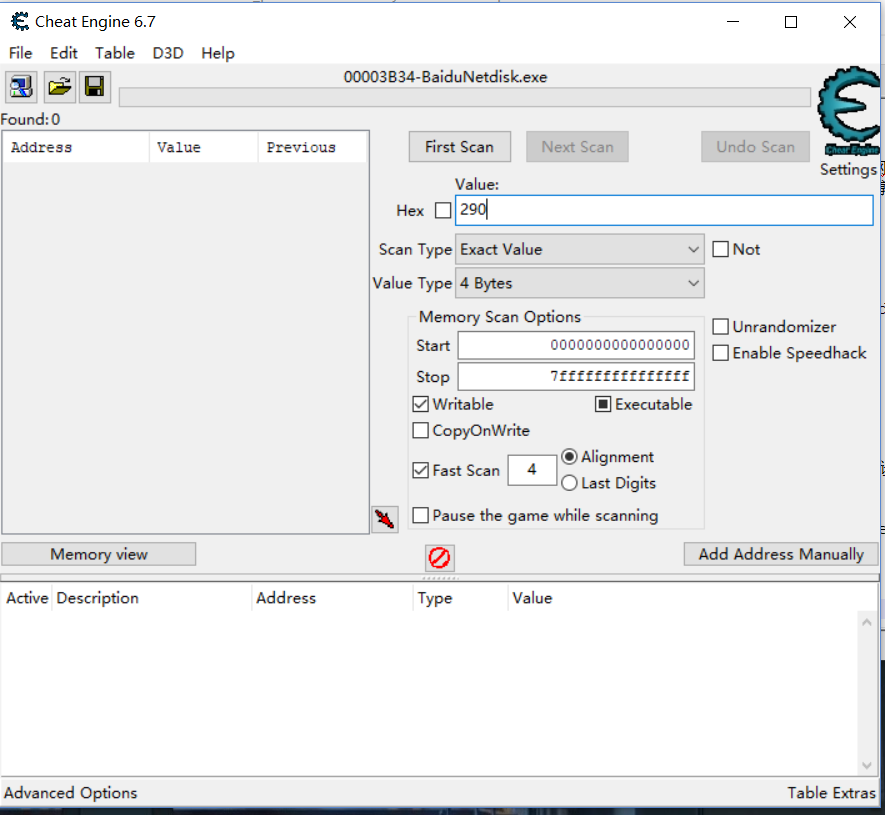 Cheat Engine 6.7
File Edit Table D3D Help
00003B34-BaiduNetdisk.exe
Found: 0
Address Value Previous
First Scan Next Scan Undo Scan
Cheat Engine
Settings
Value:
Hex 290
Scan Type Exact Value Not
Value Type 4 Bytes
Memory Scan Options
Start 0000000000000000
Unrandomizer
Stop 7fffffffffffffff
Enable Speedhack
Writable Executable
CopyOnWrite
Fast Scan 4 Alignment
Last Digits
Pause the game while scanning
Memory view Add Address Manually
Active Description Address Type Value
Advanced Options Table Extras